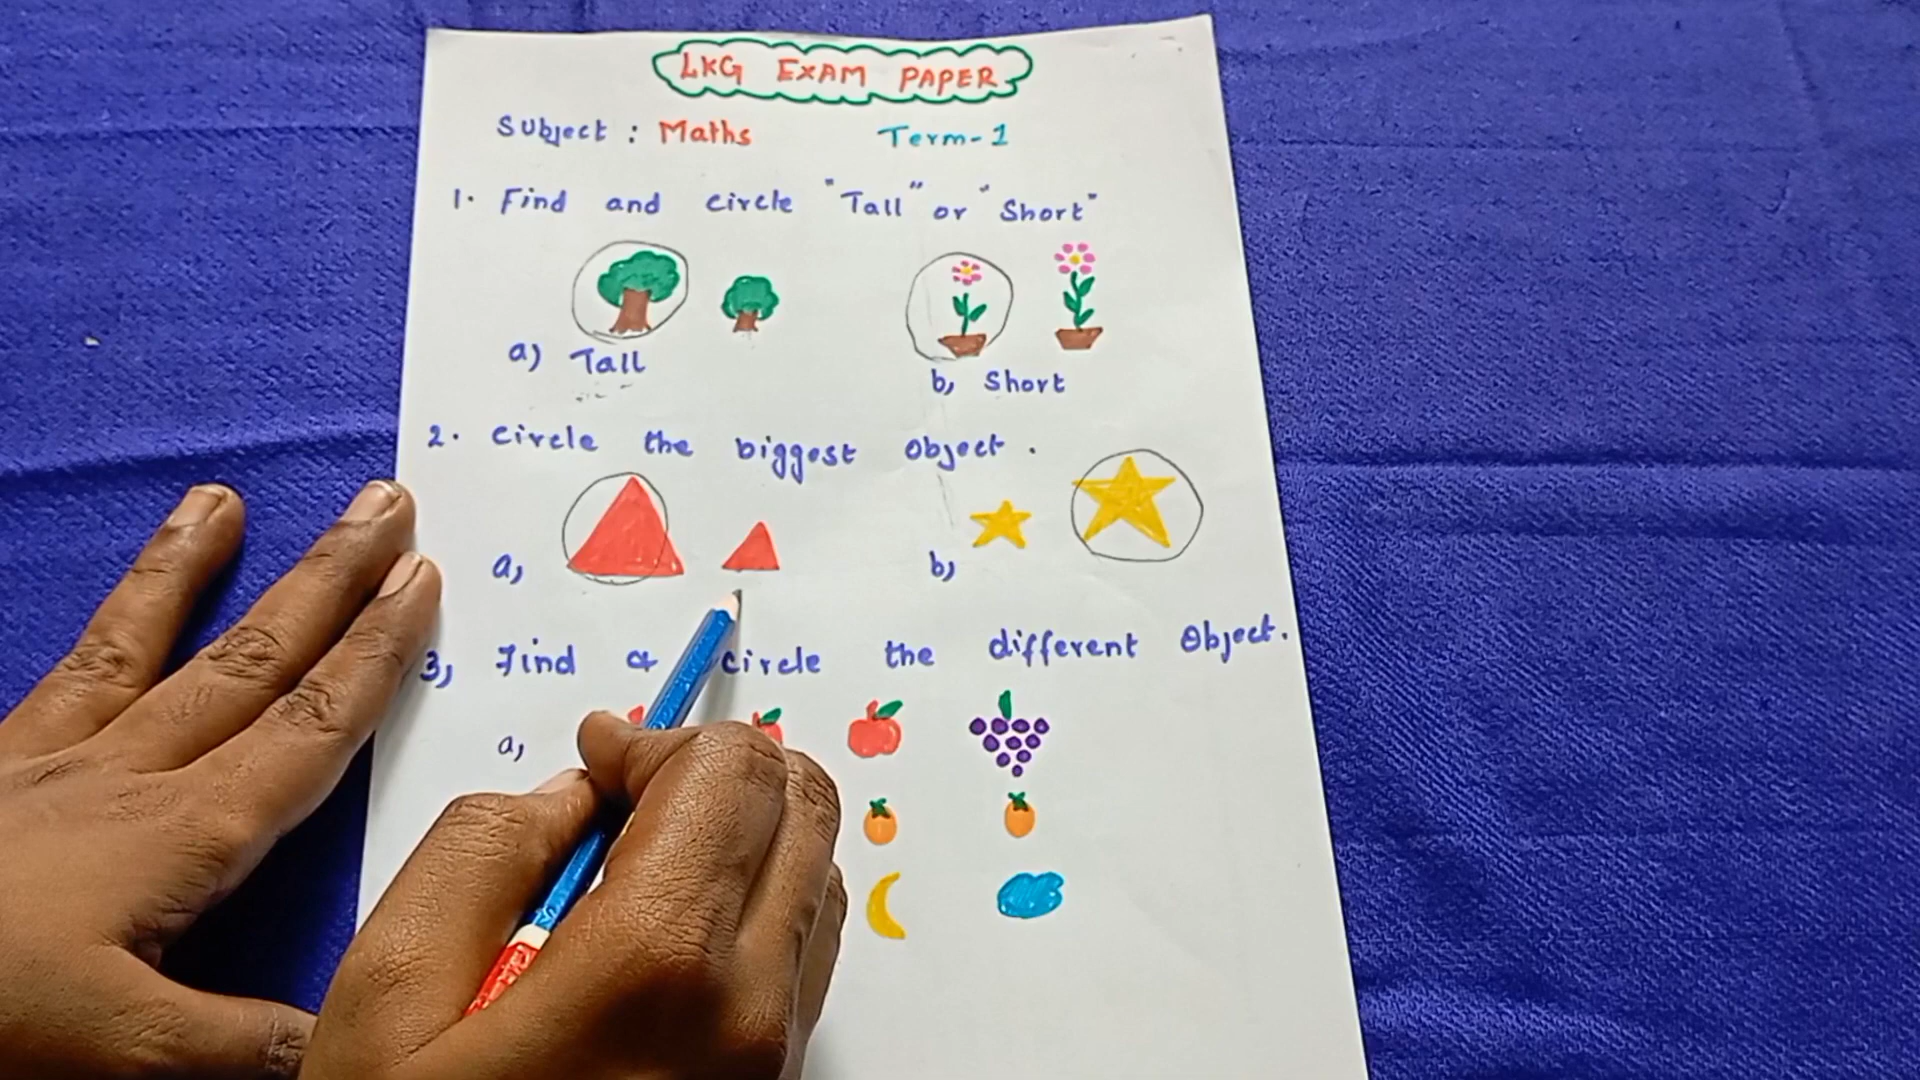 LKG EXAM PAPER
Subject : Maths Term-1
1. Find and circle "Tall" or "Short"
a) Tall b) Short
2. circle the biggest object.
a) b)
3) Find & circle the different Object.
a)